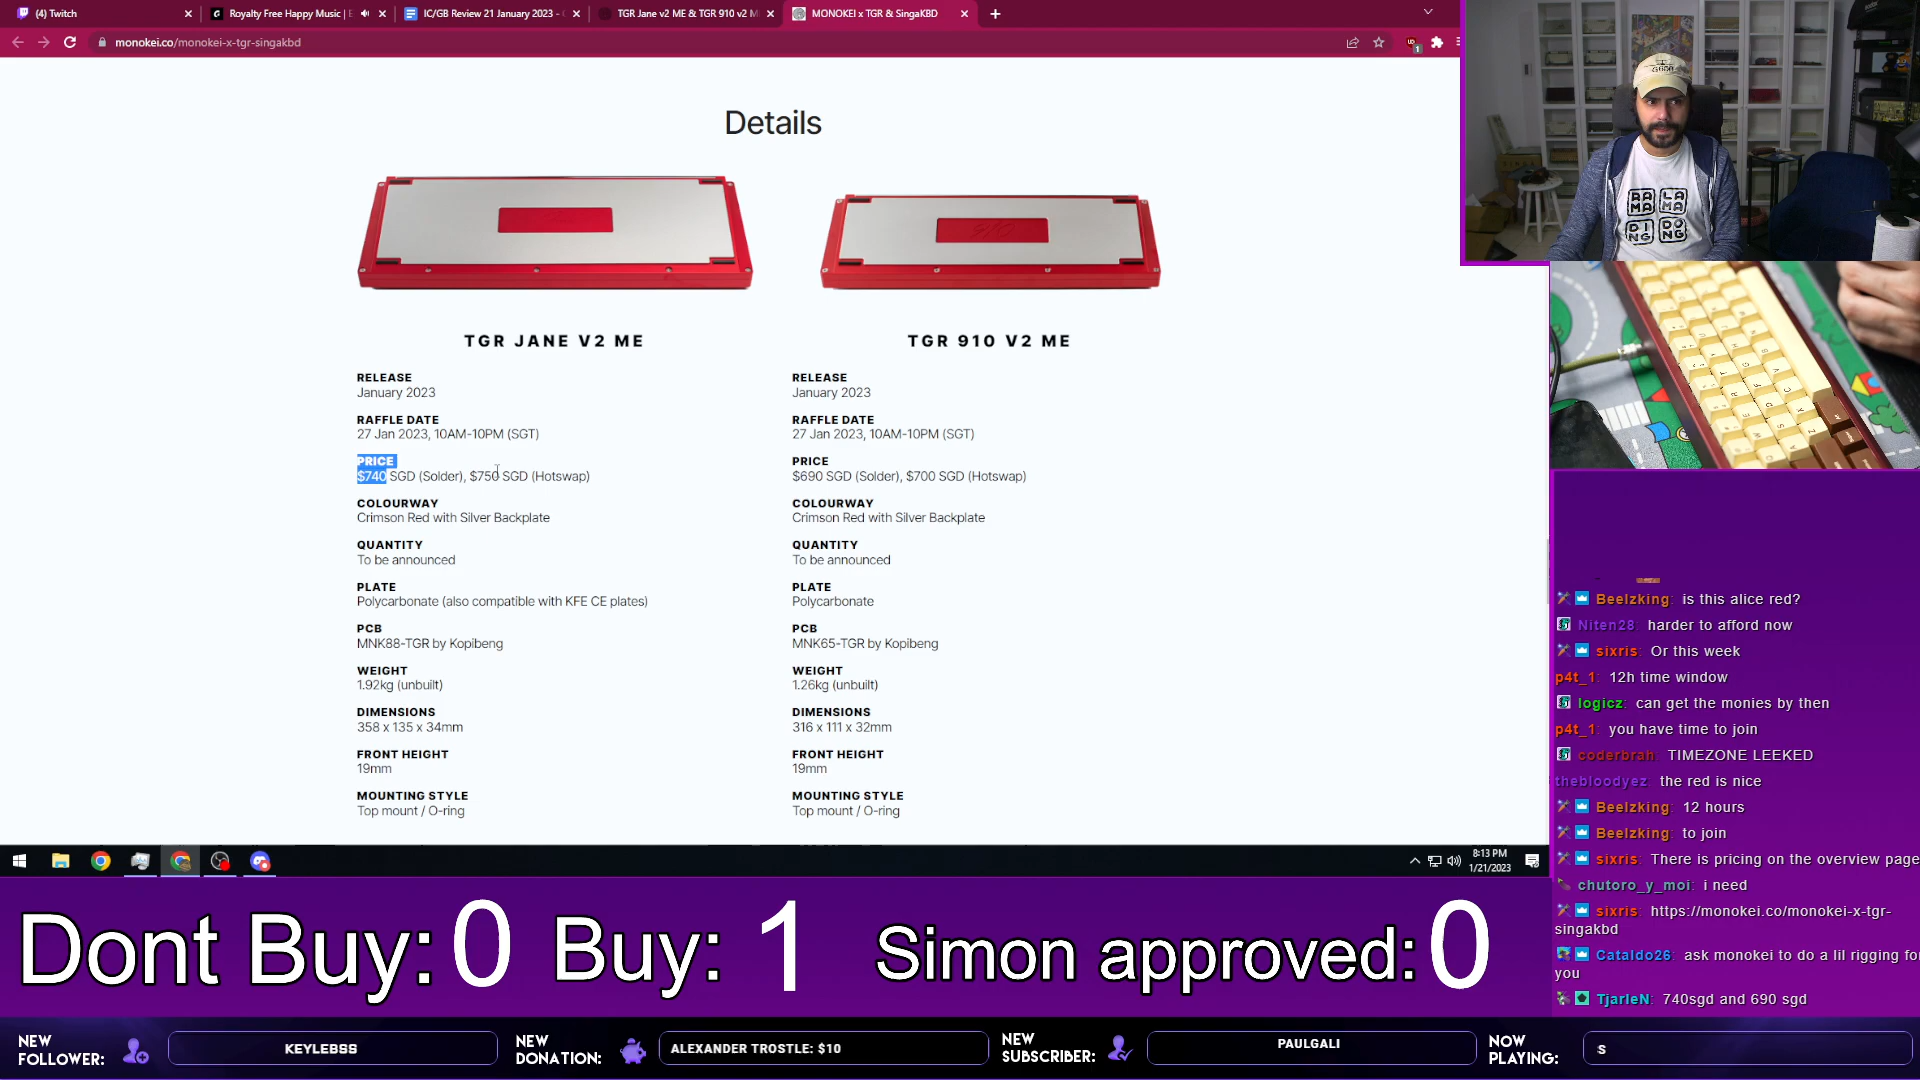 (4) Twitch
Royalty Free Happy Music |
IC/GB Review 21 January 2023 -
TGR Jane v2 ME & TGR 910 v2 M
MONOKEI x TGR & SingaKBD
monokei.co/monokei-x-tgr-singakbd
Details
910
TGR JANE V2 ME
RELEASE
January 2023
RAFFLE DATE
27 Jan 2023, 10AM-10PM (SGT)
PRICE
$740 SGD (Solder), $750 SGD (Hotswap)
COLOURWAY
Crimson Red with Silver Backplate
QUANTITY
To be announced
PLATE
Polycarbonate (also compatible with KFE CE plates)
PCB
MNK88-TGR by Kopibeng
WEIGHT
1.92kg (unbuilt)
DIMENSIONS
358 x 135 x 34mm
FRONT HEIGHT
19mm
MOUNTING STYLE
Top mount / O-ring
TGR 910 V2 ME
RELEASE
January 2023
RAFFLE DATE
27 Jan 2023, 10AM-10PM (SGT)
PRICE
$690 SGD (Solder), $700 SGD (Hotswap)
COLOURWAY
Crimson Red with Silver Backplate
QUANTITY
To be announced
PLATE
Polycarbonate
PCB
MNK65-TGR by Kopibeng
WEIGHT
1.26kg (unbuilt)
DIMENSIONS
316 x 111 x 32mm
FRONT HEIGHT
19mm
MOUNTING STYLE
Top mount / O-ring
RA LA
MA MA
DI DO
NG NG
Beelzking: is this alice red?
Niten28: harder to afford now
sixris: Or this week
p4t_1: 12h time window
logicz: can get the monies by then
p4t_1: you have time to join
coderbrah: TIMEZONE LEEKED
thebloodyez: the red is nice
Beelzking: 12 hours
Beelzking: to join
sixris: There is pricing on the overview page
chutoro_y_moi: i need
sixris: https://monokei.co/monokei-x-tgr-
singakbd
Cataldo26: ask monokei to do a lil rigging for
you
TjarleN: 740sgd and 690 sgd
8:13 PM
1/21/2023
Dont Buy: 0 Buy: 1 Simon approved: 0
NEW
FOLLOWER:
KEYLEBSS
NEW
DONATION:
ALEXANDER TROSTLE: $10
NEW
SUBSCRIBER:
PAULGALI
NOW
PLAYING:
S